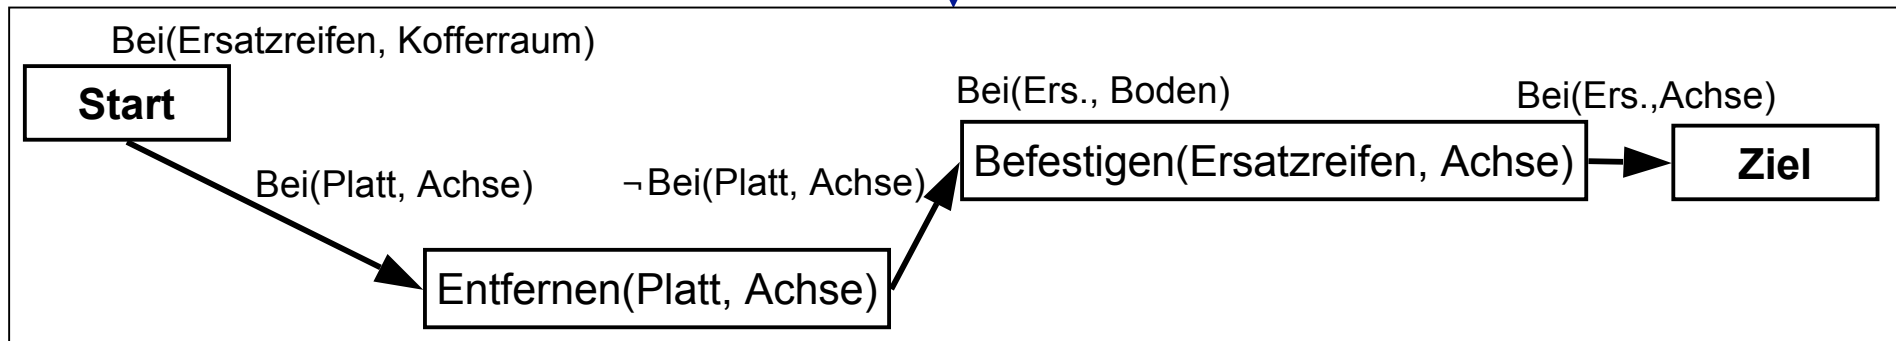 Bei(Ersatzreifen, Kofferraum)
Start
Bei(Platt, Achse)
Entfernen(Platt, Achse)
¬Bei(Platt, Achse)
Bei(Ers., Boden)
Befestigen(Ersatzreifen, Achse)
Bei(Ers.,Achse)
Ziel